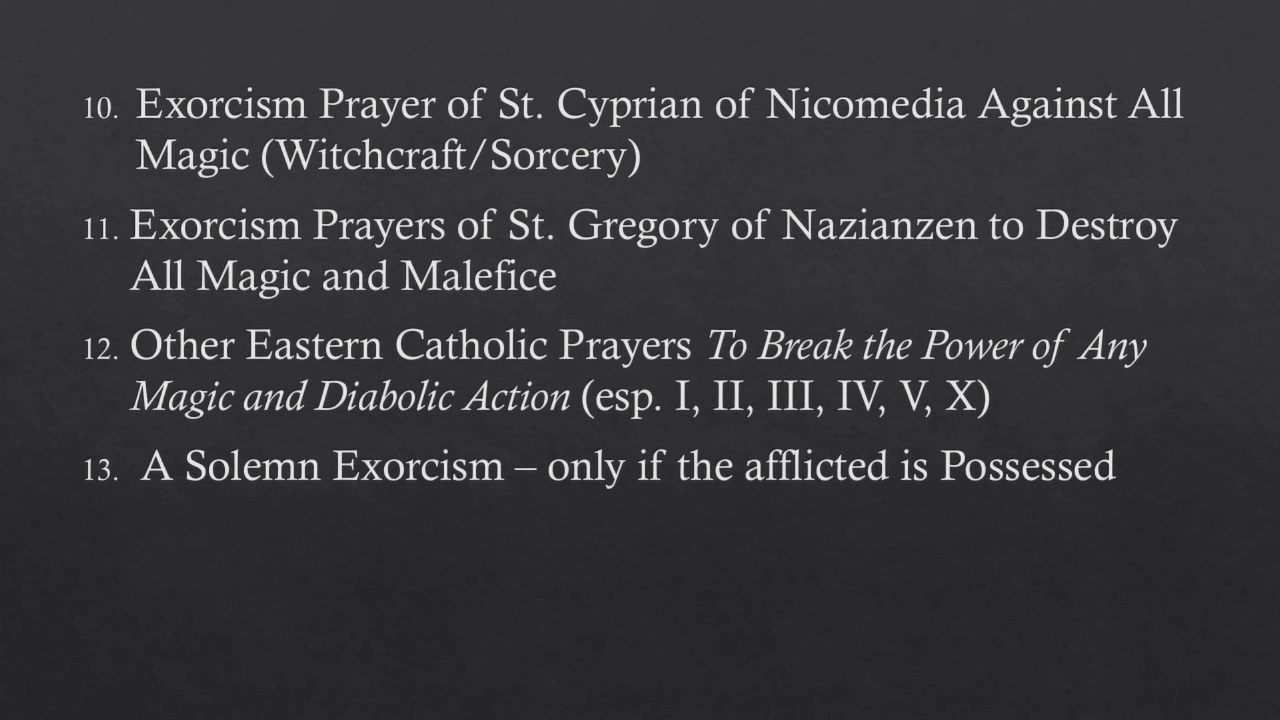 10. Exorcism Prayer of St. Cyprian of Nicomedia Against All
Magic (Witchcraft/Sorcery)
11. Exorcism Prayers of St. Gregory of Nazianzen to Destroy
All Magic and Malefice
12. Other Eastern Catholic Prayers To Break the Power of Any
Magic and Diabolic Action (esp. I, II, III, IV, V, X)
13. A Solemn Exorcism – only if the afflicted is Possessed